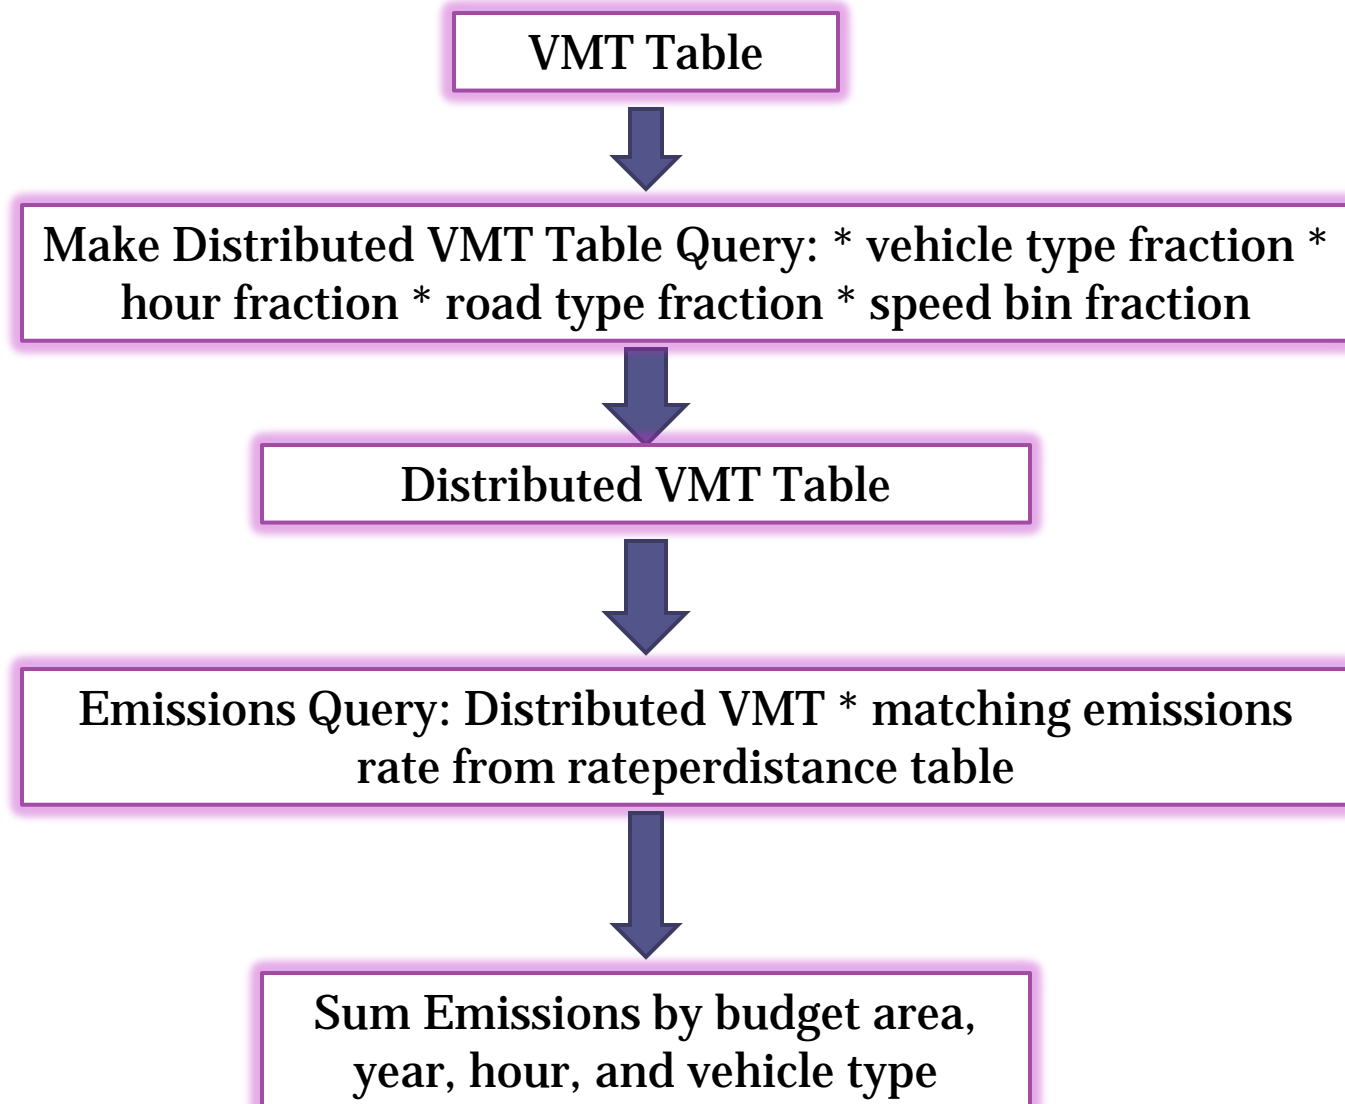 VMT Table
Make Distributed VMT Table Query: * vehicle type fraction *
hour fraction * road type fraction * speed bin fraction
Distributed VMT Table
Emissions Query: Distributed VMT * matching emissions
rate from rateperdistance table
Sum Emissions by budget area,
year, hour, and vehicle type